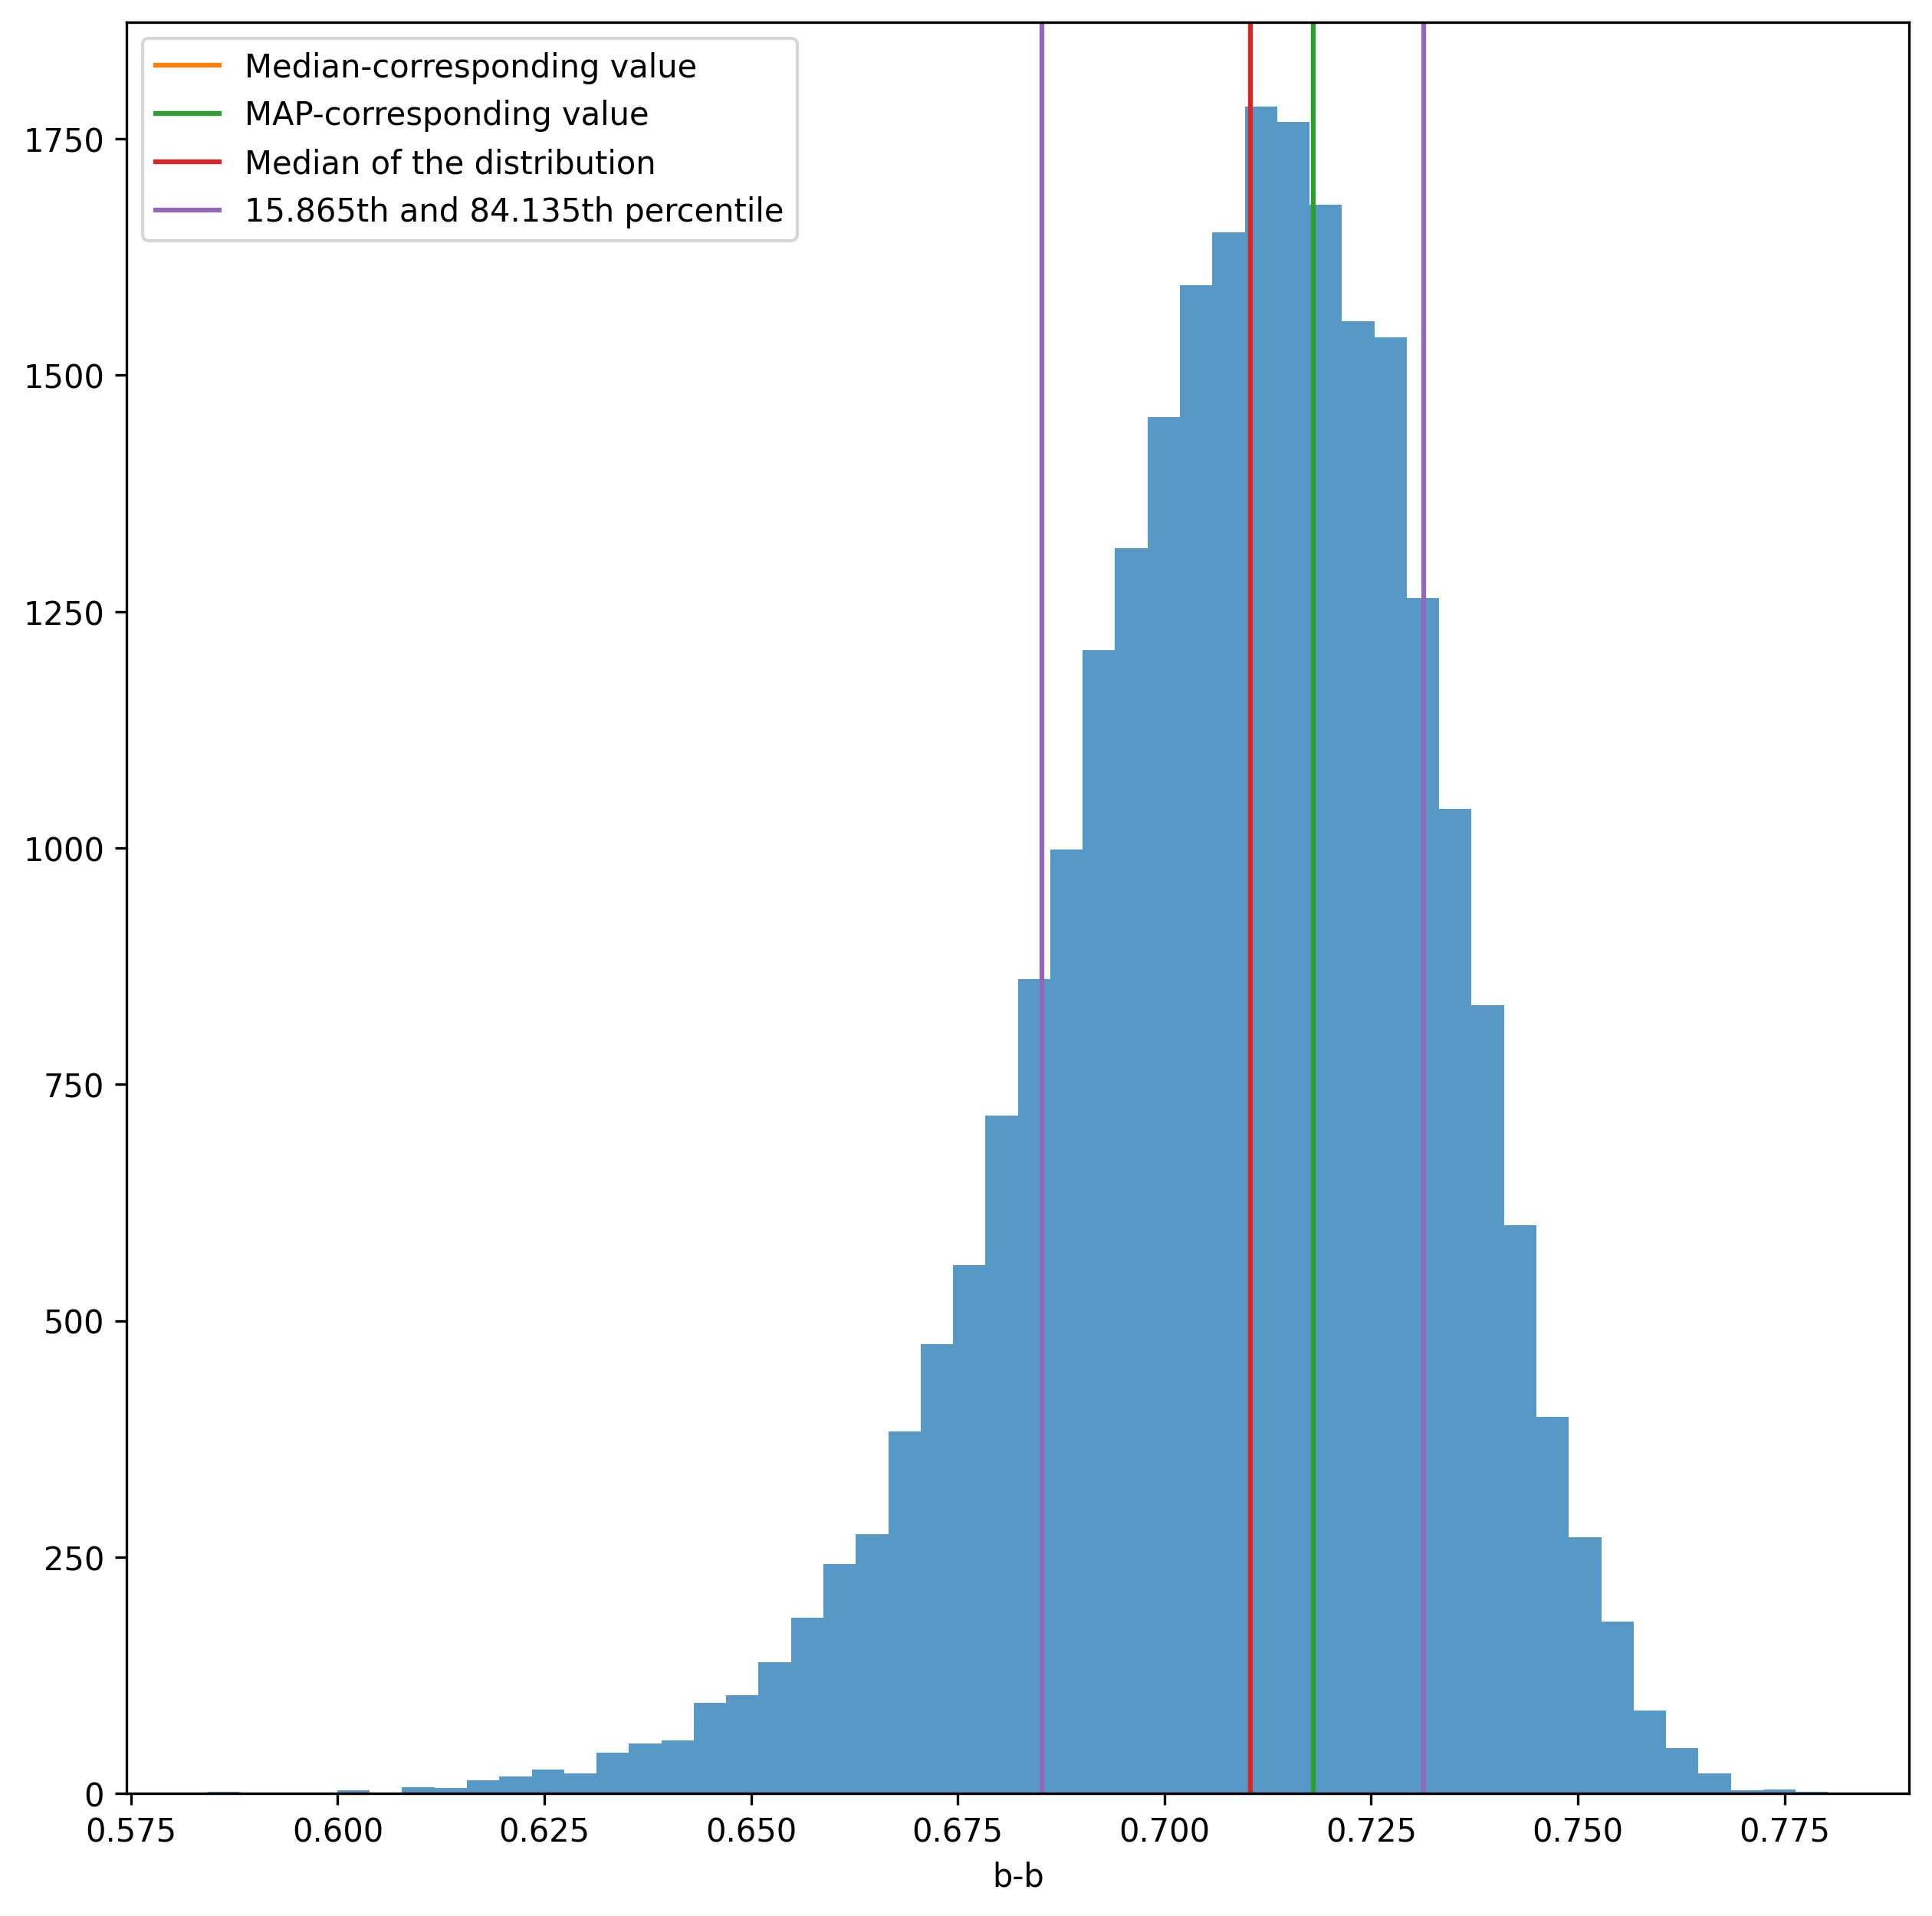 Median-corresponding value
MAP-corresponding value
Median of the distribution
15.865th and 84.135th percentile
1750
1500
1250
1000
750
500
250
0
0.575 0.600 0.625 0.650 0.675 0.700 0.725 0.750 0.775
b-b